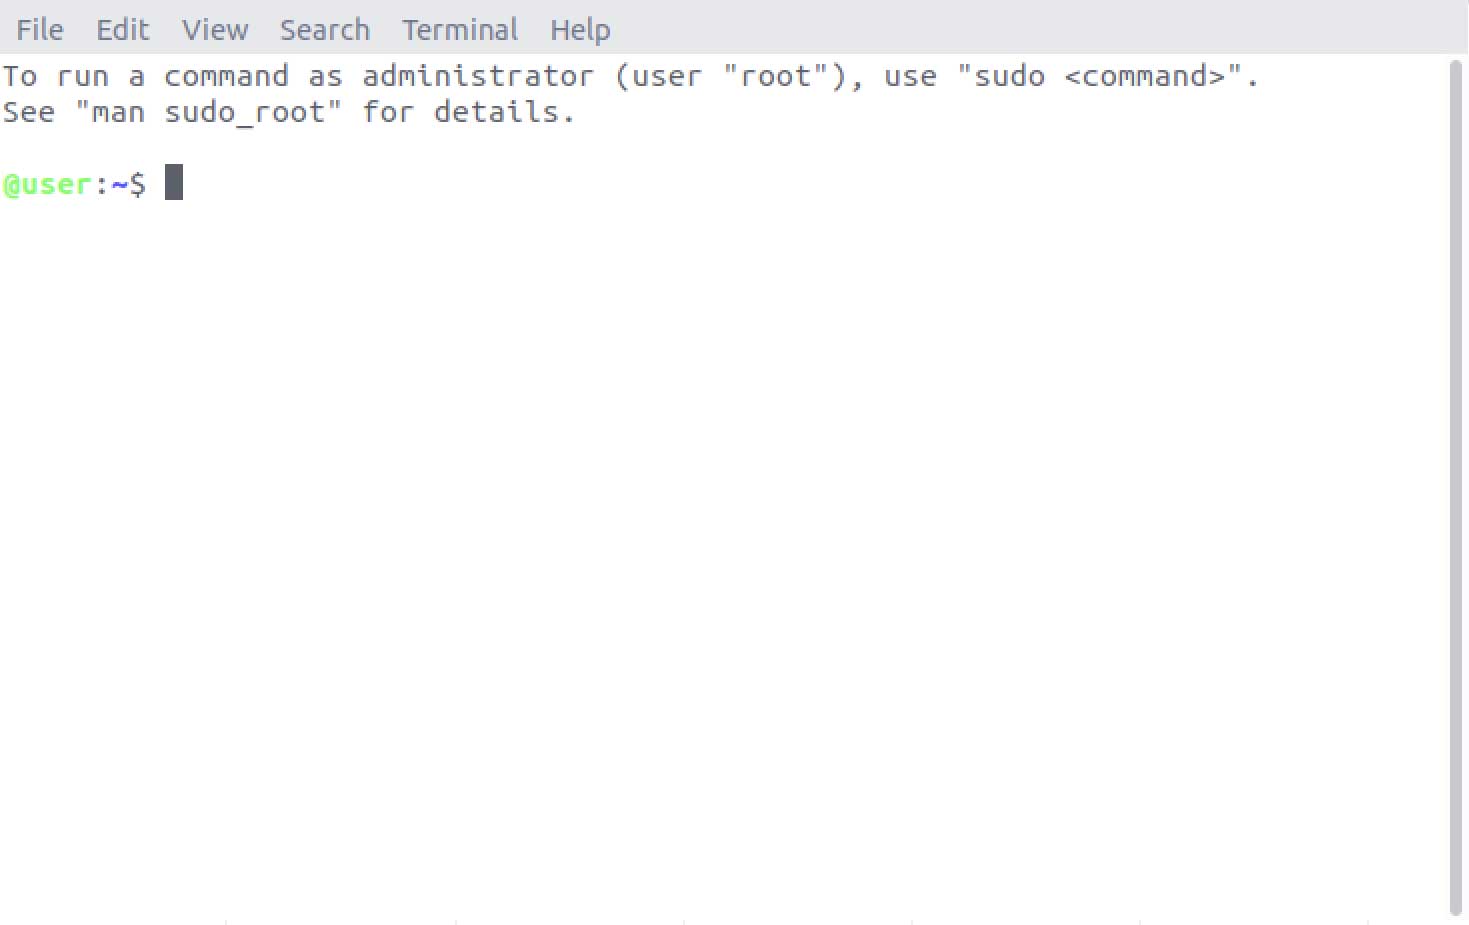 File Edit View Search Terminal Help
To run a command as administrator (user "root"), use "sudo <command>".
See "man sudo_root" for details.
@user:~$